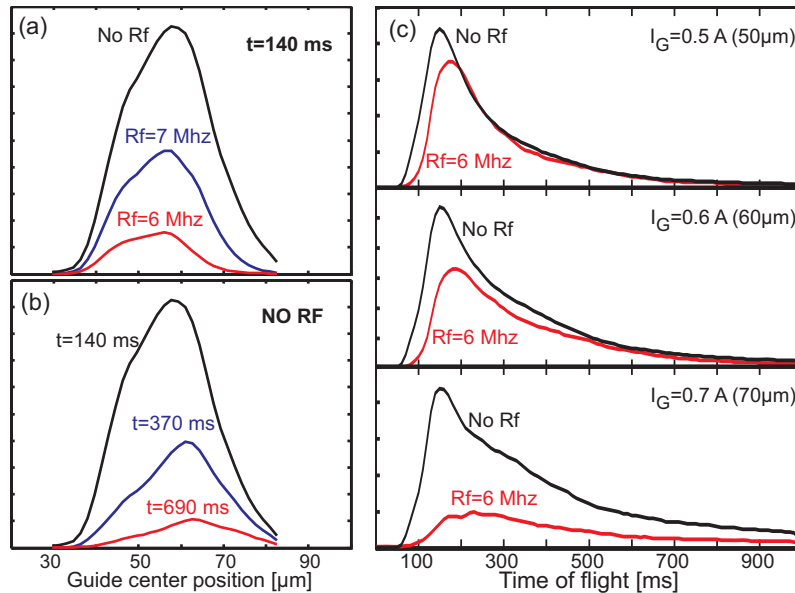 (a)
No Rf
t=140 ms
Rf=7 Mhz
Rf=6 Mhz
(b)
NO RF
t=140 ms
t=370 ms
t=690 ms
30 50 70 90
Guide center position [µm]
(c)
I_G=0.5 A (50µm)
No Rf
Rf=6 Mhz
I_G=0.6 A (60µm)
No Rf
Rf=6 Mhz
I_G=0.7 A (70µm)
No Rf
Rf=6 Mhz
100 300 500 700 900
Time of flight [ms]